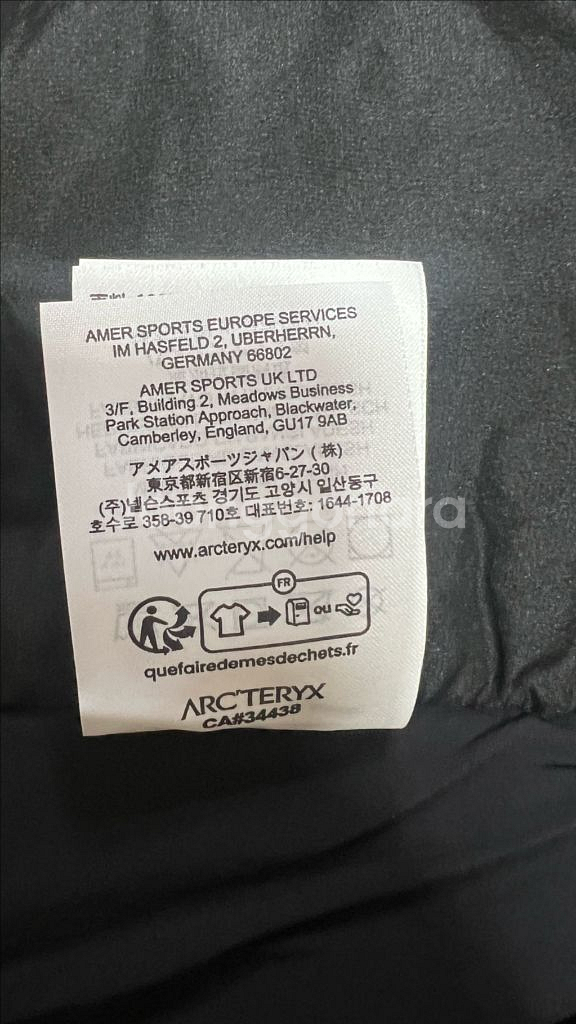 AMER SPORTS EUROPE SERVICES
IM HASFELD 2, UBERHERRN,
GERMANY 66802
AMER SPORTS UK LTD
3/F, Building 2, Meadows Business
Park Station Approach, Blackwater,
Camberley, England, GU17 9AB
アメアスポーツジャパン (株)
東京都新宿区新宿6-27-30
(주)넬슨스포츠 경기도 고양시 일산동구
호수로 358-39 710호 대표번호: 1644-1708
www.arcteryx.com/help
FR
ou
quefairedemesdechets.fr
ARC'TERYX
CA#34438